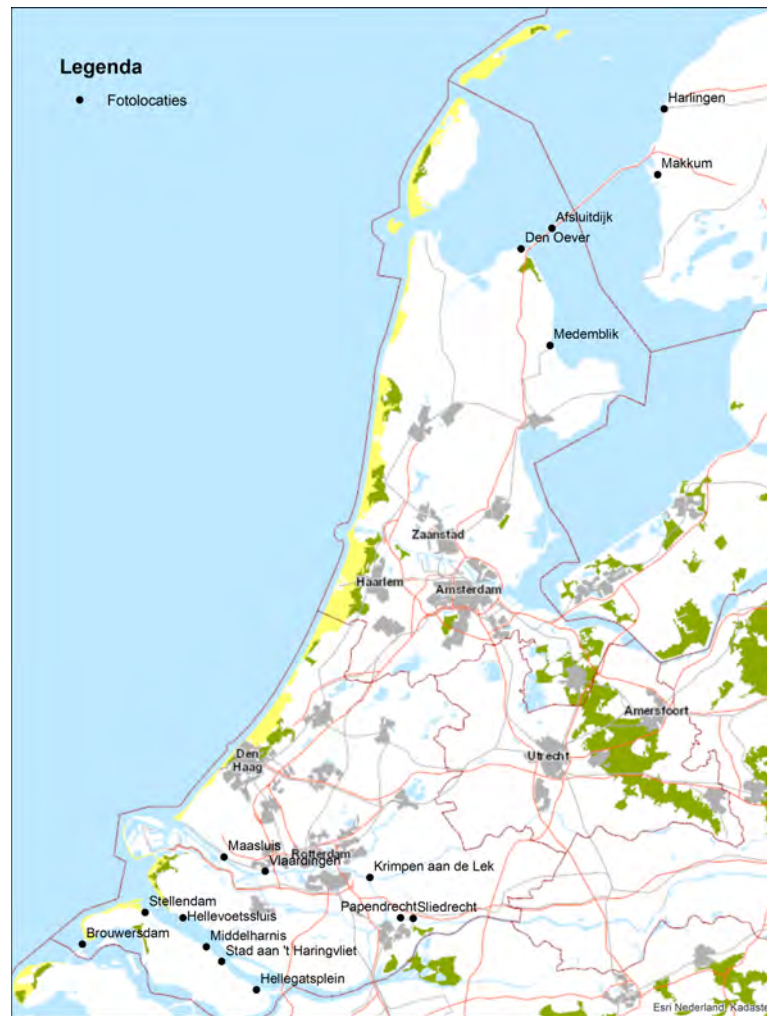 Legenda
Fotolocaties
Harlingen
Makkum
Afsluitdijk
Den Oever
Medemblik
Zaanstad
Haarlem
Amsterdam
Amersfoort
Den
Haag
Utrecht
Maasluis
Rotterdam
Vlaardingen
Krimpen aan de Lek
Stellendam
Papendrecht
Sliedrecht
Hellevoetssluis
Brouwersdam
Middelharnis
Stad aan 't Haringvliet
Hellegatsplein
Esri Nederland, Kadaste